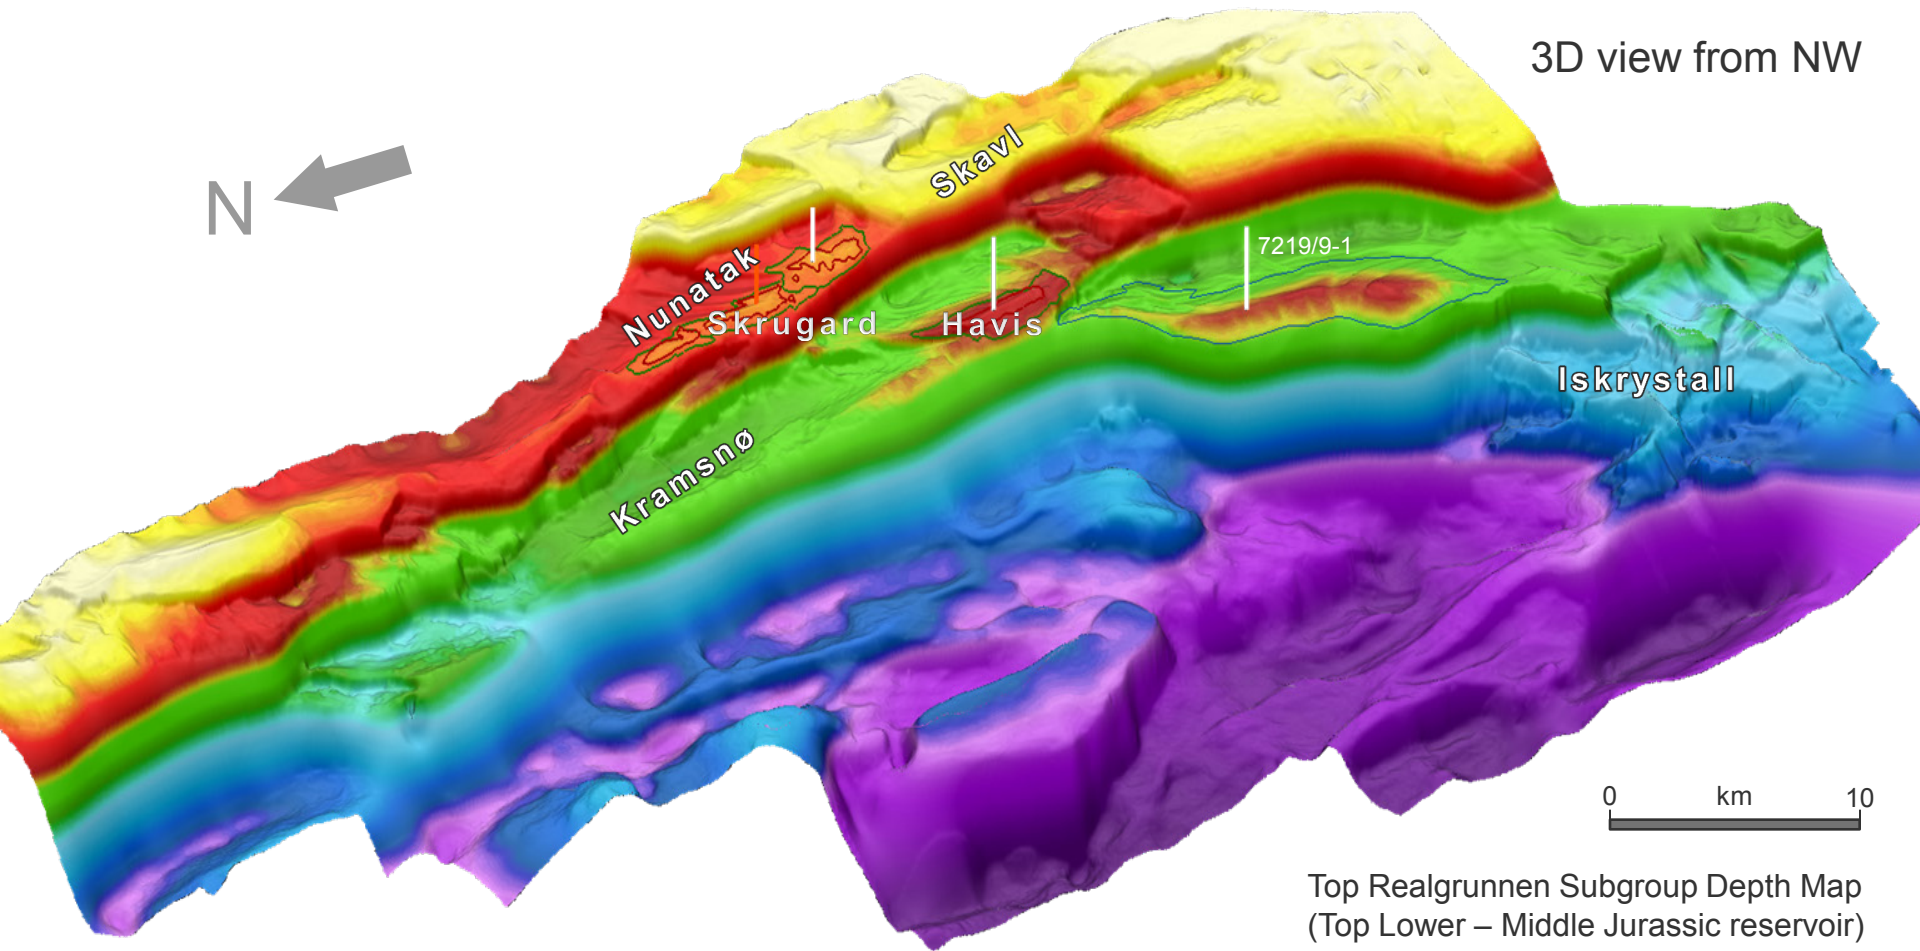 3D view from NW
N
Skavl
Nunatak
7219/9-1
Skrugard
Havis
Iskrystall
Kramsnø
0 km 10
Top Realgrunnen Subgroup Depth Map
(Top Lower – Middle Jurassic reservoir)